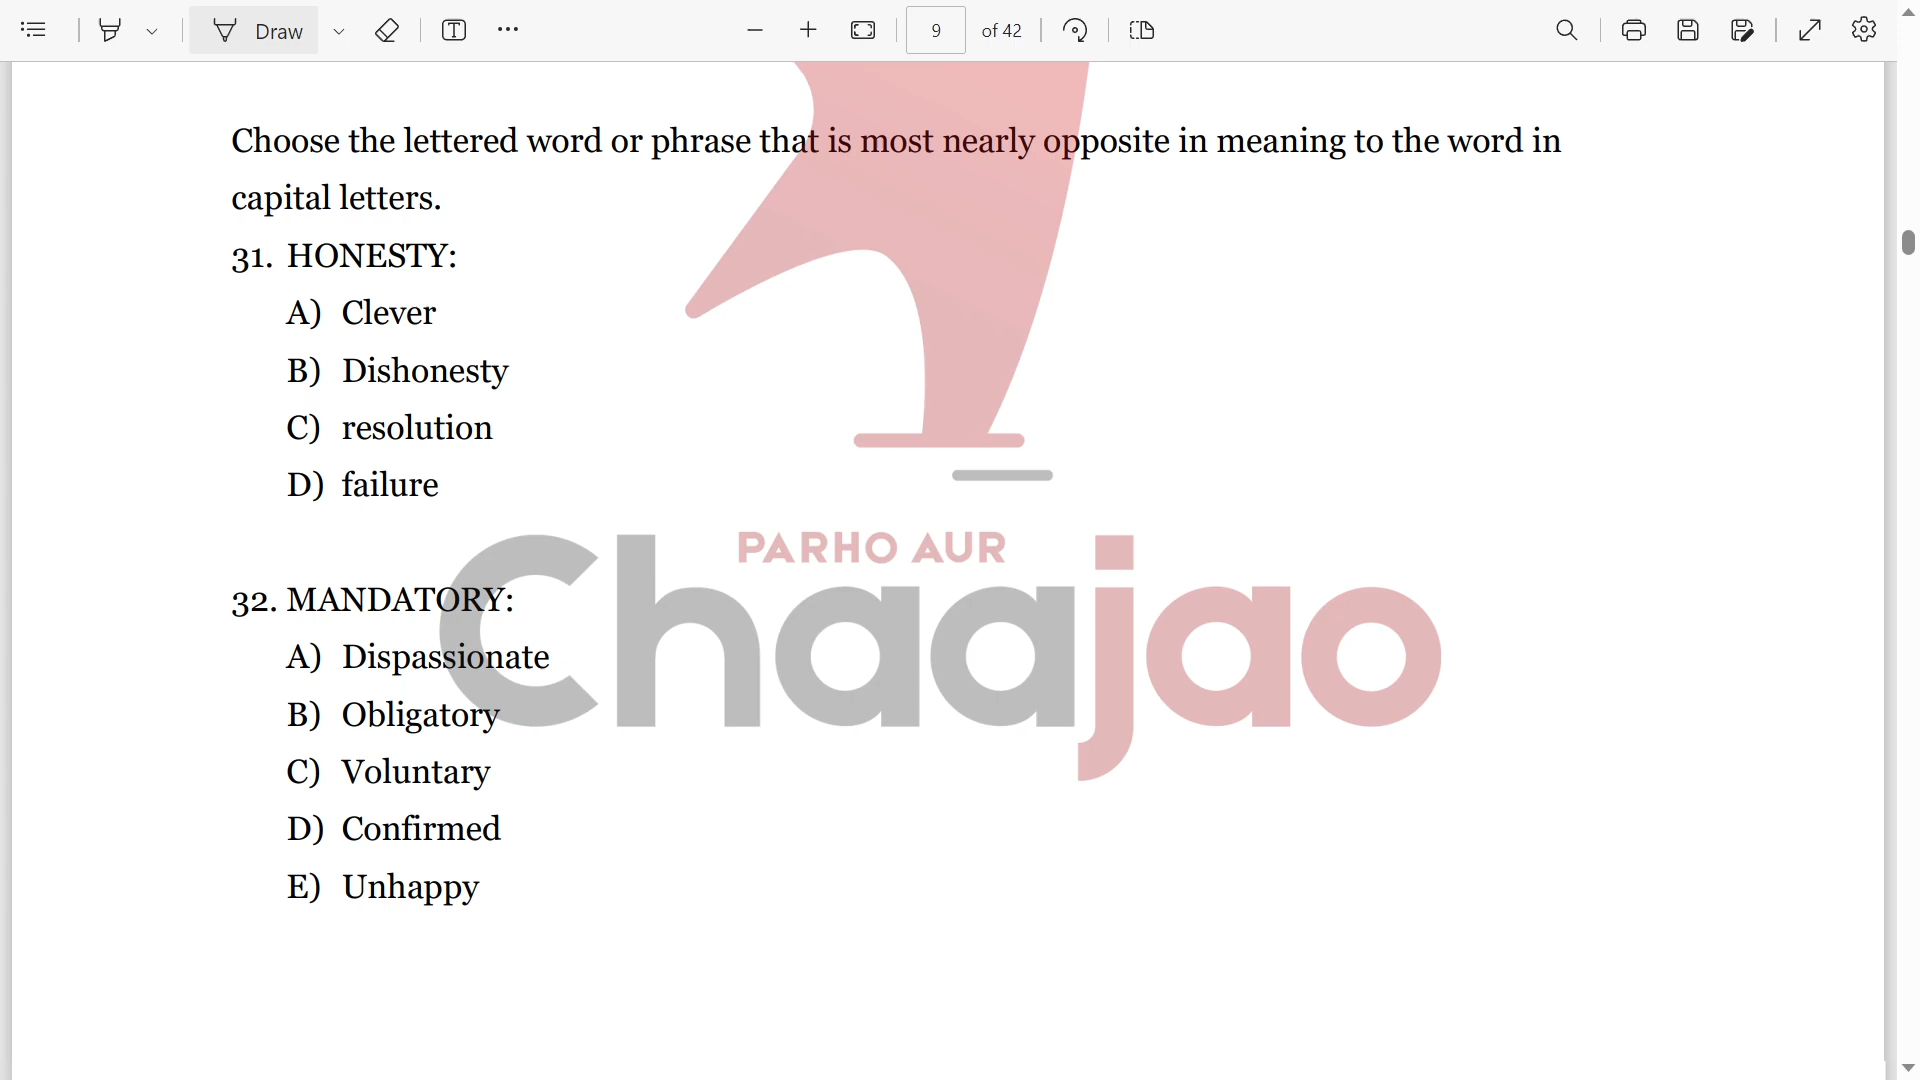 Draw
9 of 42
Choose the lettered word or phrase that is most nearly opposite in meaning to the word in
capital letters.
31. HONESTY:
A) Clever
B) Dishonesty
C) resolution
D) failure
PARHO AUR
Chaajao
32. MANDATORY:
A) Dispassionate
B) Obligatory
C) Voluntary
D) Confirmed
E) Unhappy